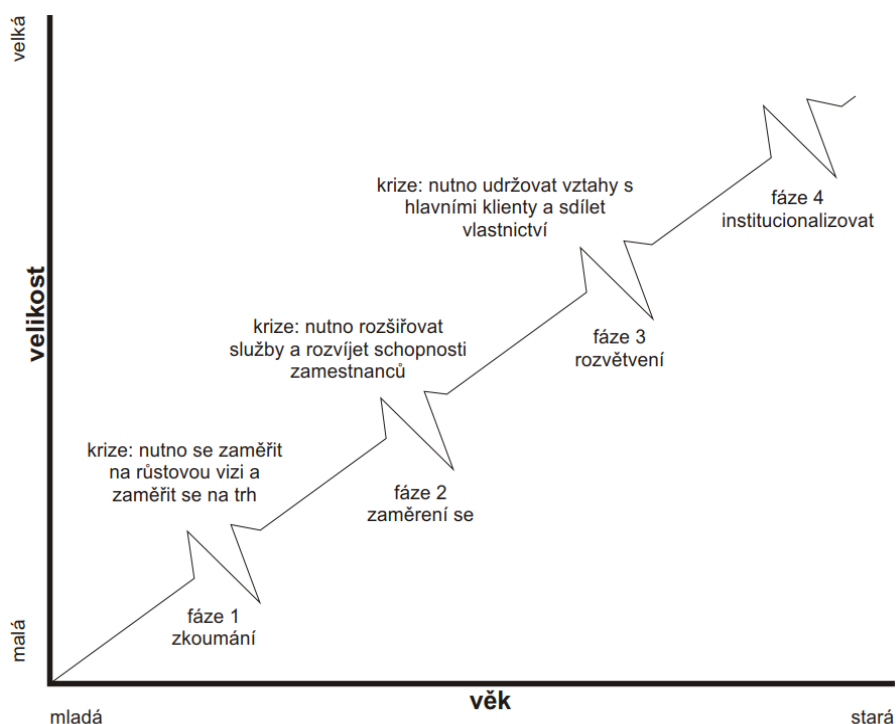 velká
krize: nutno udržovat vztahy s
hlavními klienty a sdílet
vlastnictví
fáze 4
institucionalizovat
velikost
krize: nutno rozšiřovat
služby a rozvíjet schopnosti
zamestnanců
fáze 3
rozvětvení
krize: nutno se zaměřit
na růstovou vizi a
zaměřit se na trh
fáze 2
zaměrení se
malá
fáze 1
zkoumání
věk
mladá
stará